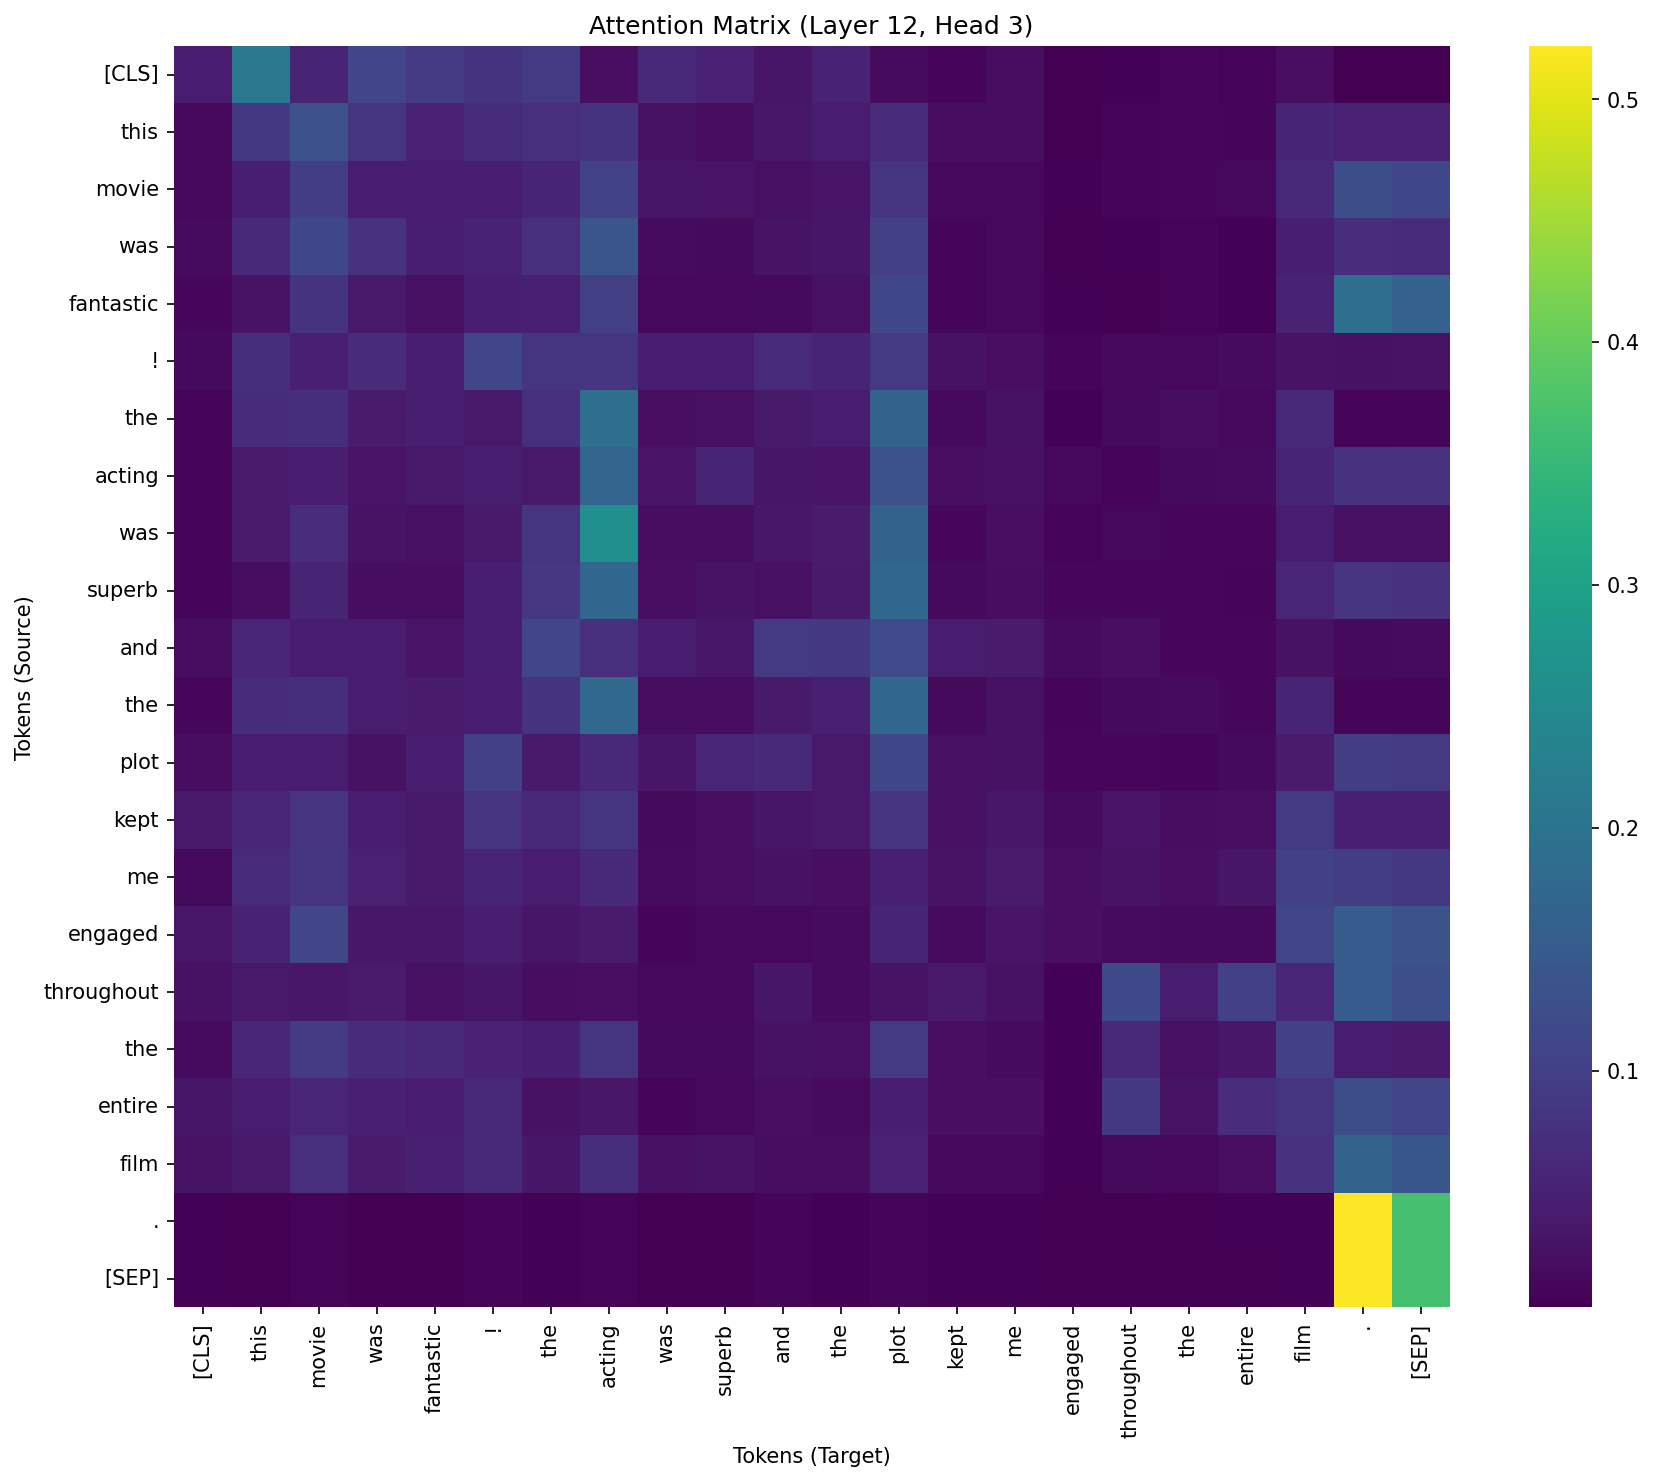 Attention Matrix (Layer 12, Head 3)
Tokens (Source)
[CLS]
this
movie
was
fantastic
!
the
acting
was
superb
and
the
plot
kept
me
engaged
throughout
the
entire
film
.
[SEP]
[CLS]
this
movie
was
fantastic
!
the
acting
was
superb
and
the
plot
kept
me
engaged
throughout
the
entire
film
.
[SEP]
Tokens (Target)
0.5
0.4
0.3
0.2
0.1